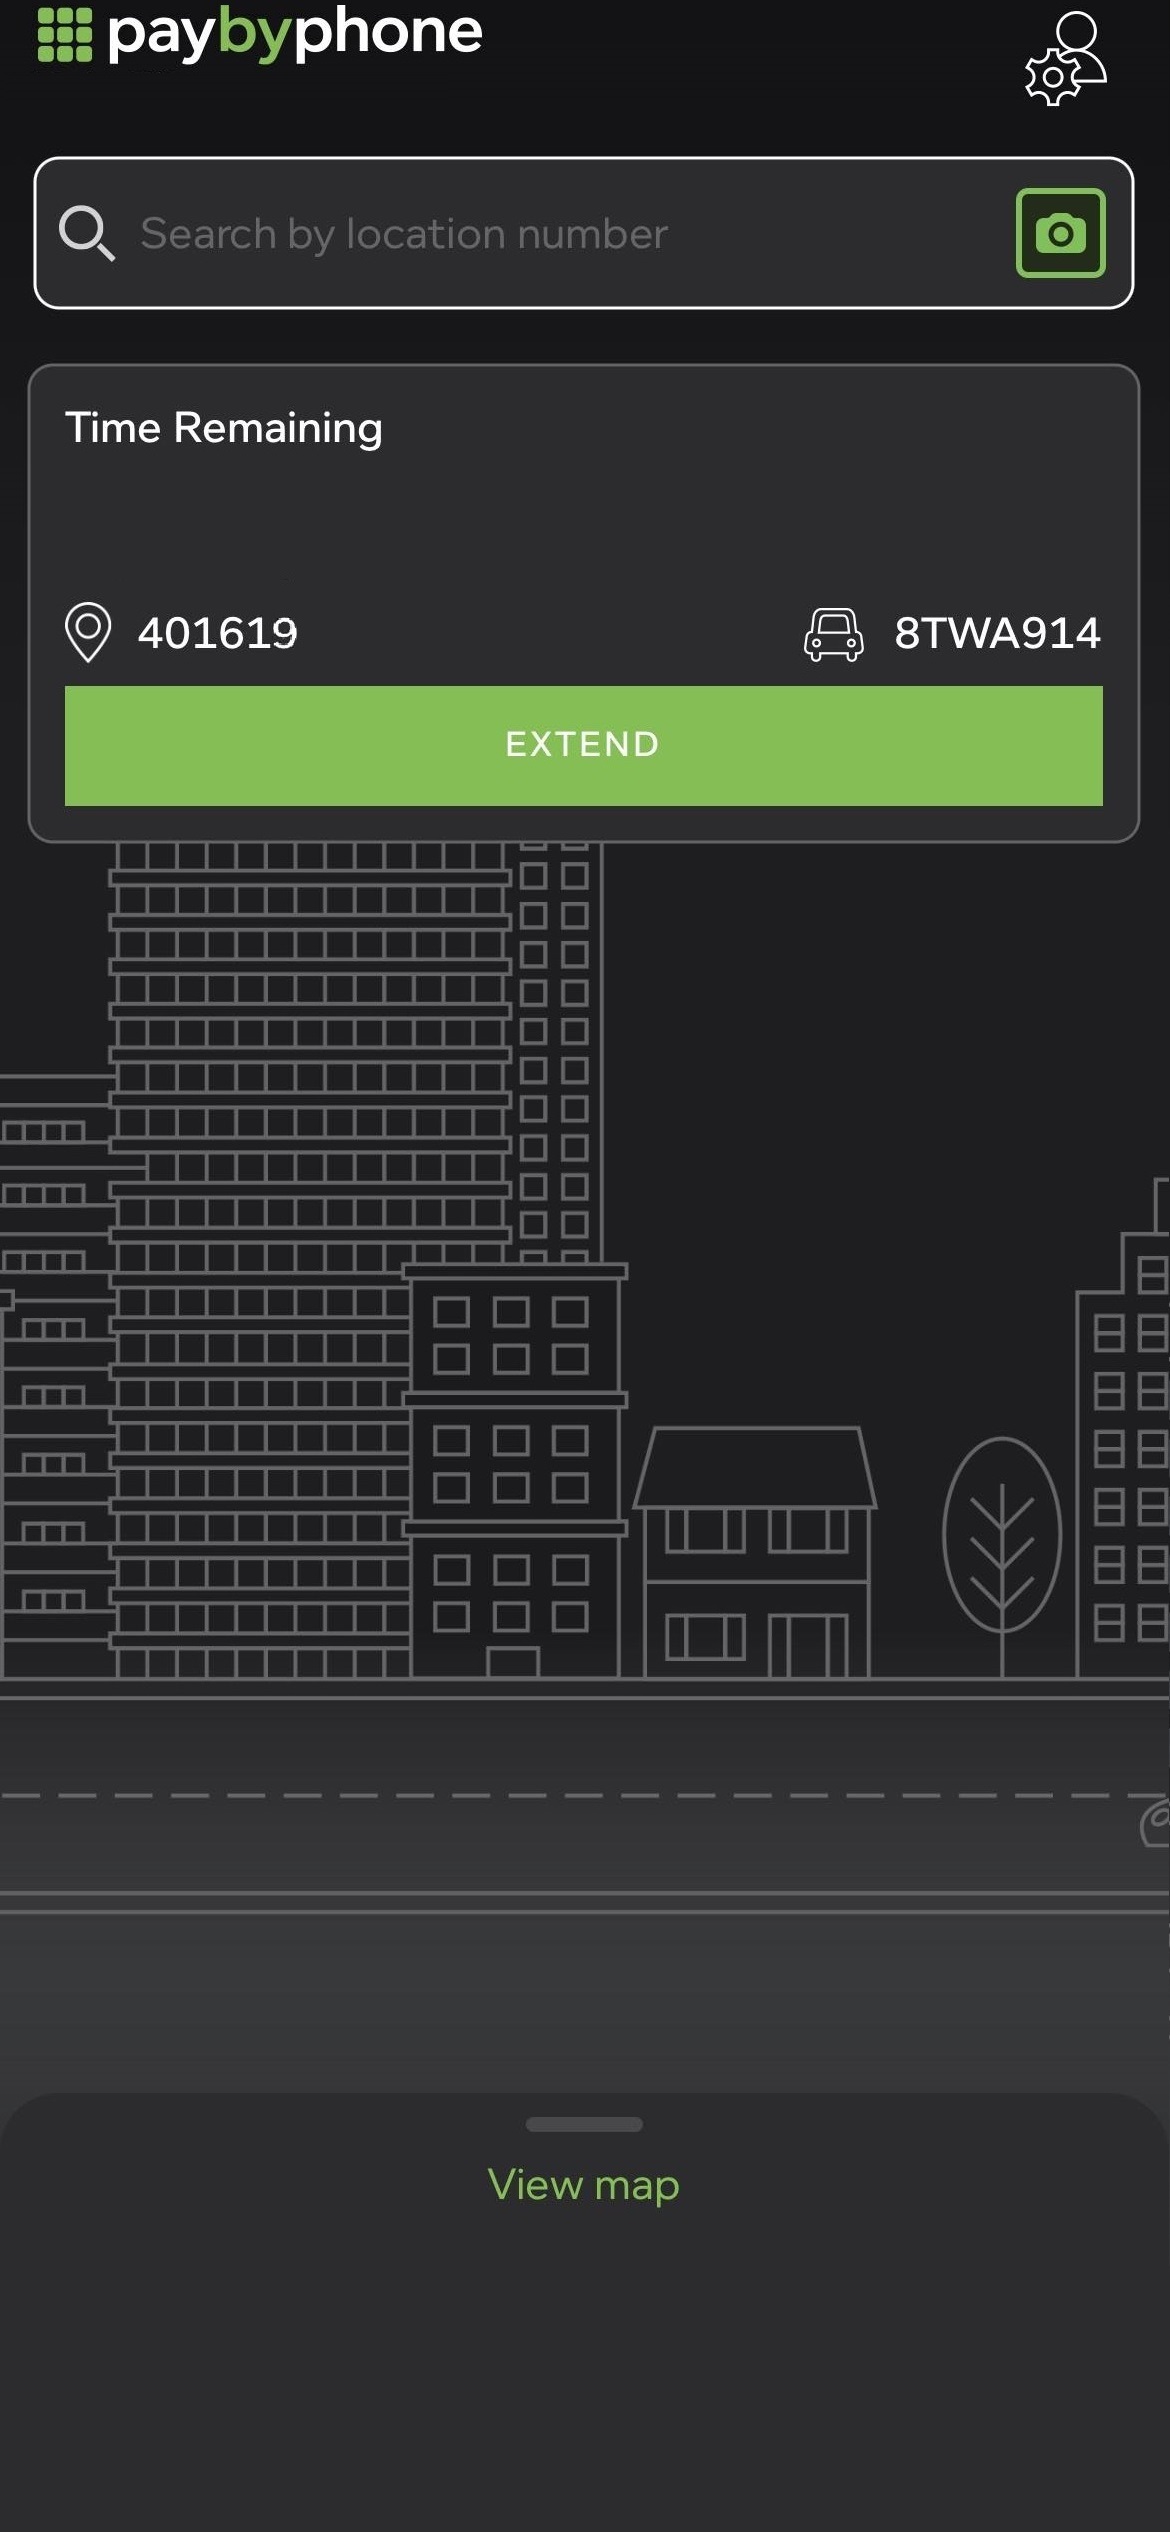 paybyphone
Search by location number
Time Remaining
401619
8TWA914
EXTEND
View map